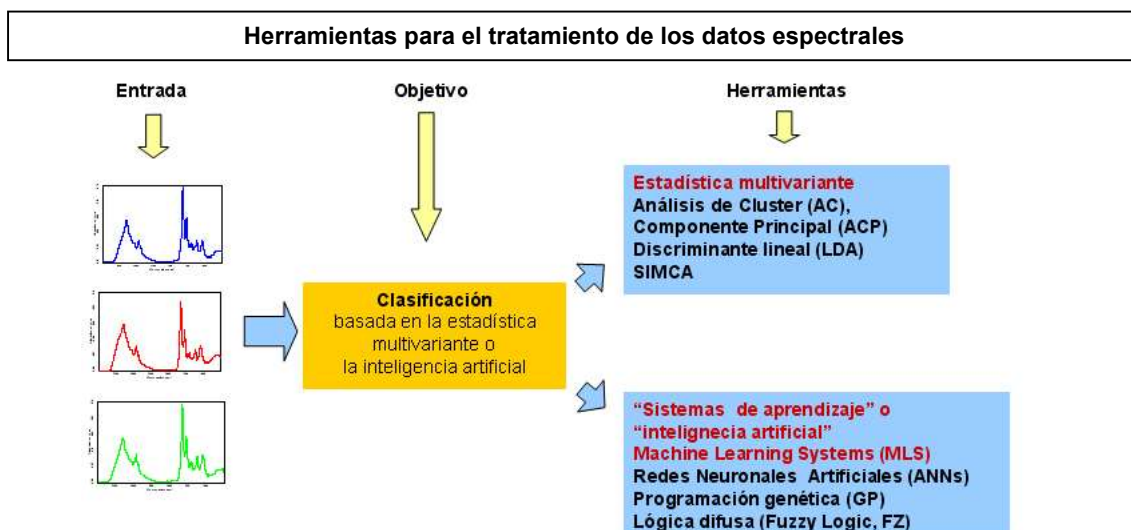 Herramientas para el tratamiento de los datos espectrales
Entrada
Objetivo
Herramientas
Clasificación
basada en la estadística
multivariante o
la inteligencia artificial
Estadística multivariante
Análisis de Cluster (AC),
Componente Principal (ACP)
Discriminante lineal (LDA)
SIMCA
“Sistemas de aprendizaje” o
“intelignecia artificial”
Machine Learning Systems (MLS)
Redes Neuronales Artificiales (ANNs)
Programación genética (GP)
Lógica difusa (Fuzzy Logic, FZ)